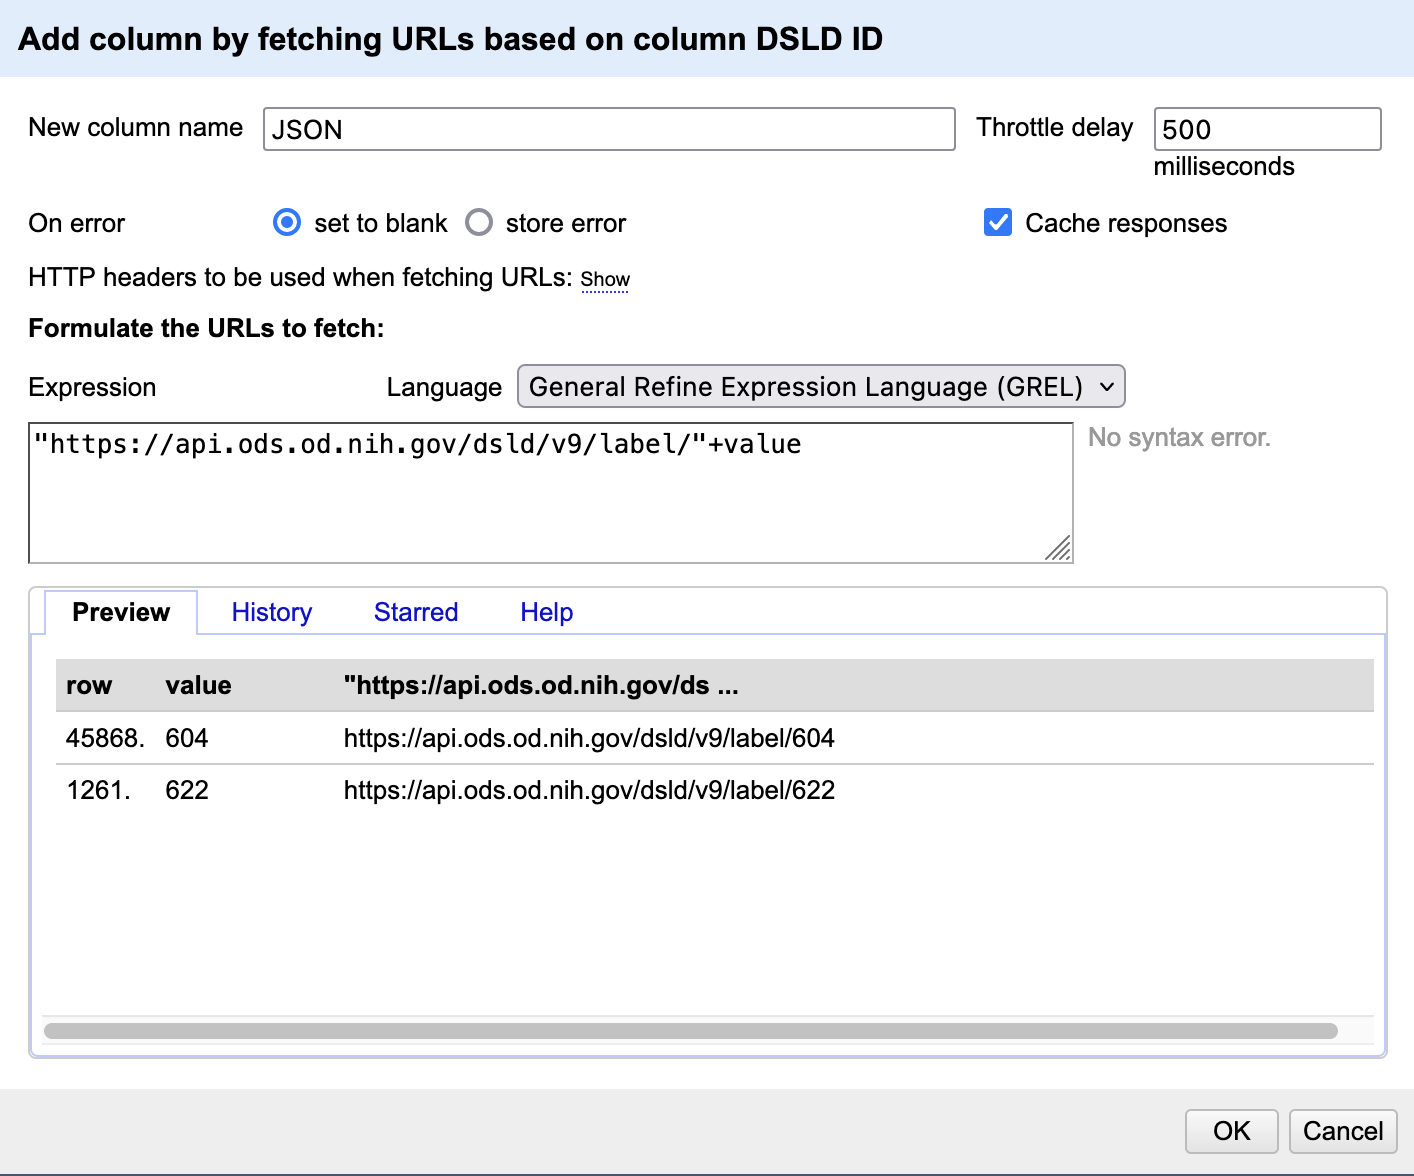 Add column by fetching URLs based on column DSLD ID
New column name JSON Throttle delay 500
milliseconds
On error set to blank store error Cache responses
HTTP headers to be used when fetching URLs: Show
Formulate the URLs to fetch:
Expression Language General Refine Expression Language (GREL)
"https://api.ods.od.nih.gov/dsld/v9/label/"+value No syntax error.
Preview History Starred Help
row value "https://api.ods.od.nih.gov/ds ...
45868. 604 https://api.ods.od.nih.gov/dsld/v9/label/604
1261. 622 https://api.ods.od.nih.gov/dsld/v9/label/622
OK Cancel